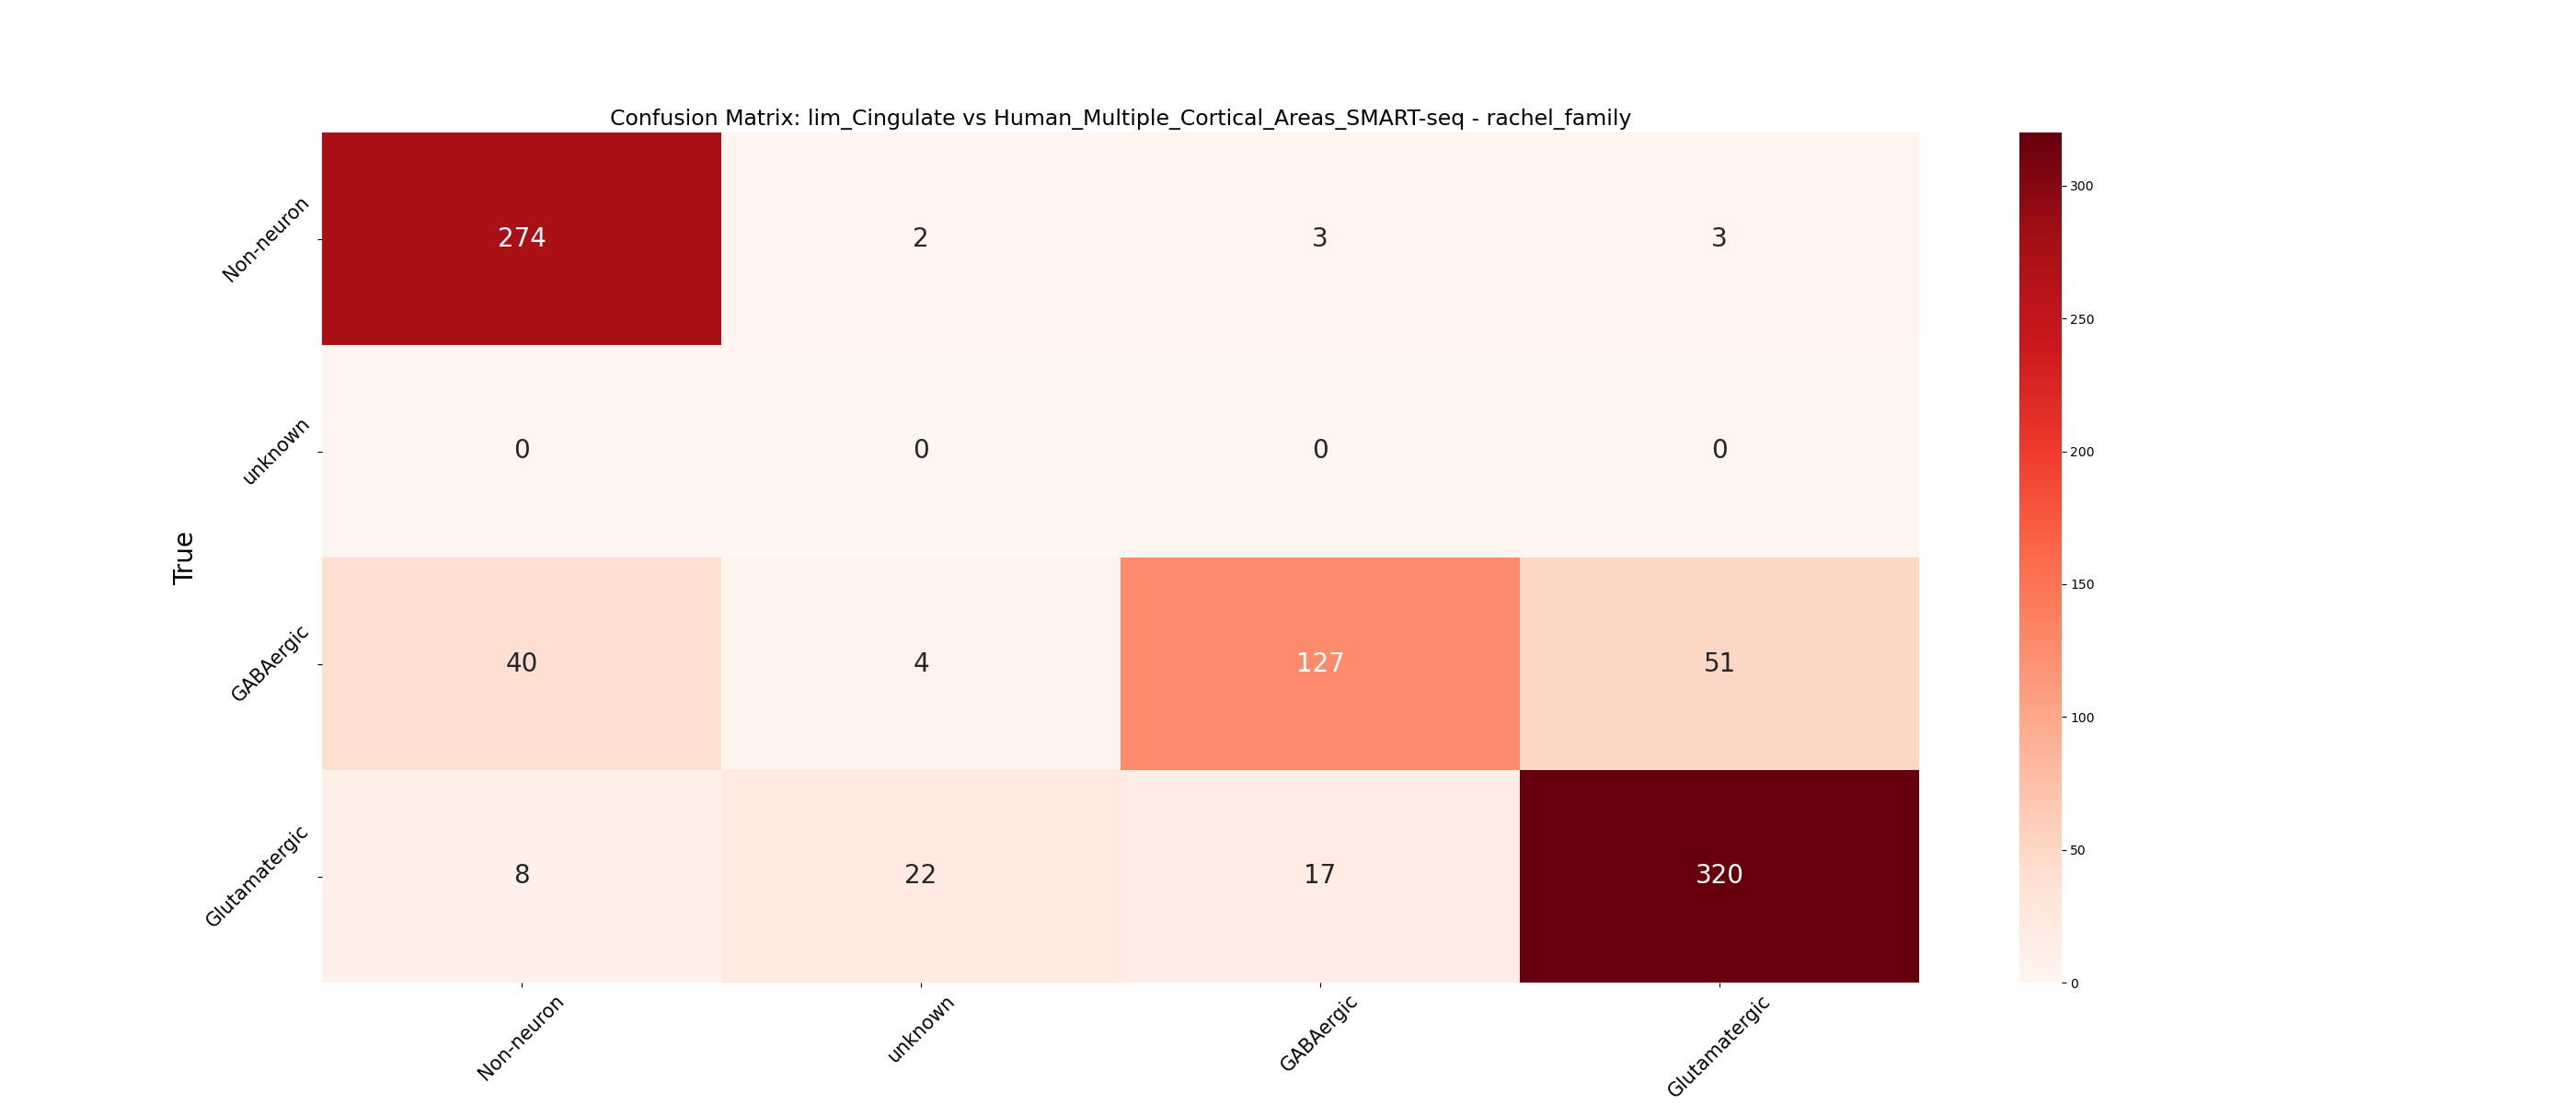 Confusion Matrix: lim_Cingulate vs Human_Multiple_Cortical_Areas_SMART-seq - rachel_family
True
Non-neuron
274 2 3 3
unknown
0 0 0 0
GABAergic
40 4 127 51
Glutamatergic
8 22 17 320
Non-neuron unknown GABAergic Glutamatergic
300
250
200
150
100
50
0